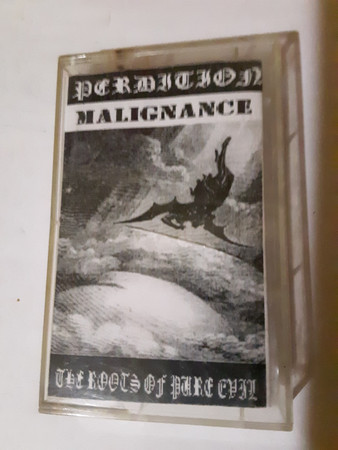 PERDITION
MALIGNANCE
THE ROOTS OF PURE EVIL